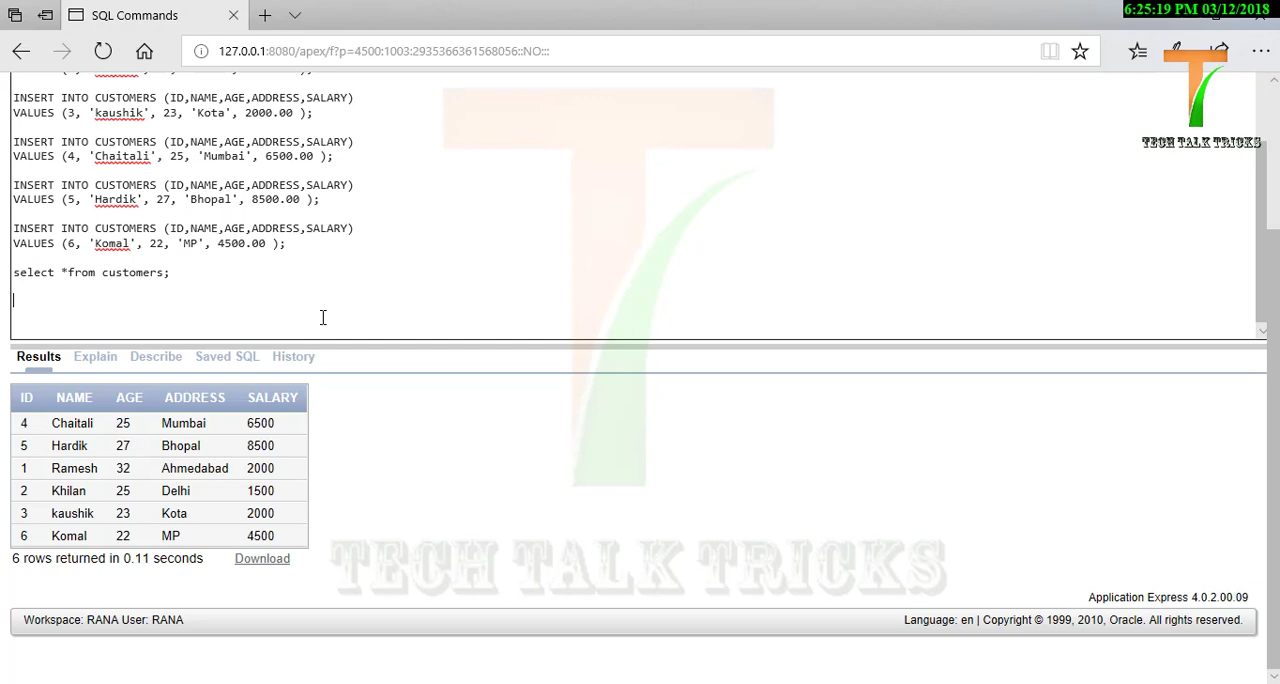 SQL Commands
6:25:19 PM 03/12/2018
127.0.0.1:8080/apex/f?p=4500:1003:2935366361568056::NO:::
INSERT INTO CUSTOMERS (ID,NAME,AGE,ADDRESS,SALARY)
VALUES (3, 'kaushik', 23, 'Kota', 2000.00 );
INSERT INTO CUSTOMERS (ID,NAME,AGE,ADDRESS,SALARY)
VALUES (4, 'Chaitali', 25, 'Mumbai', 6500.00 );
INSERT INTO CUSTOMERS (ID,NAME,AGE,ADDRESS,SALARY)
VALUES (5, 'Hardik', 27, 'Bhopal', 8500.00 );
INSERT INTO CUSTOMERS (ID,NAME,AGE,ADDRESS,SALARY)
VALUES (6, 'Komal', 22, 'MP', 4500.00 );
select *from customers;
TECH TALK TRICKS
Results Explain Describe Saved SQL History
ID NAME AGE ADDRESS SALARY
4 Chaitali 25 Mumbai 6500
5 Hardik 27 Bhopal 8500
1 Ramesh 32 Ahmedabad 2000
2 Khilan 25 Delhi 1500
3 kaushik 23 Kota 2000
6 Komal 22 MP 4500
6 rows returned in 0.11 seconds Download
TECH TALK TRICKS
Application Express 4.0.2.00.09
Workspace: RANA User: RANA
Language: en | Copyright © 1999, 2010, Oracle. All rights reserved.